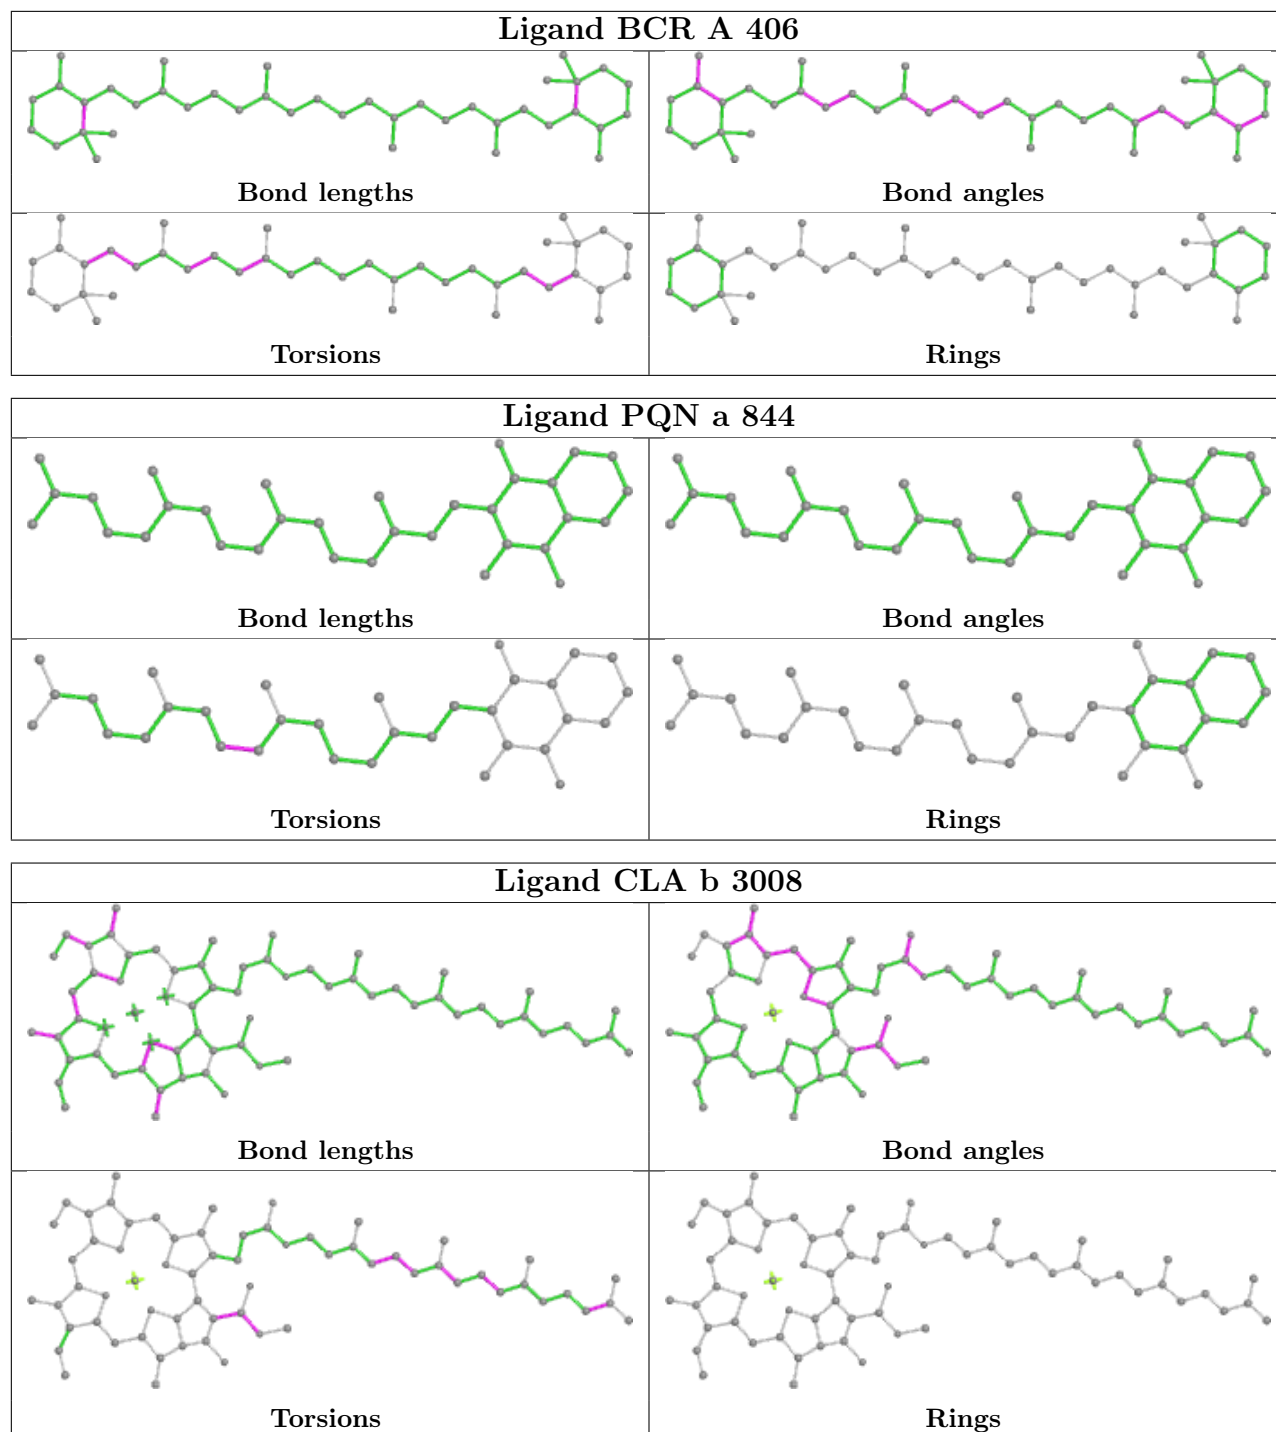 Ligand BCR A 406
Bond lengths
Bond angles
Torsions
Rings
Ligand PQN a 844
Bond lengths
Bond angles
Torsions
Rings
Ligand CLA b 3008
Bond lengths
Bond angles
Torsions
Rings